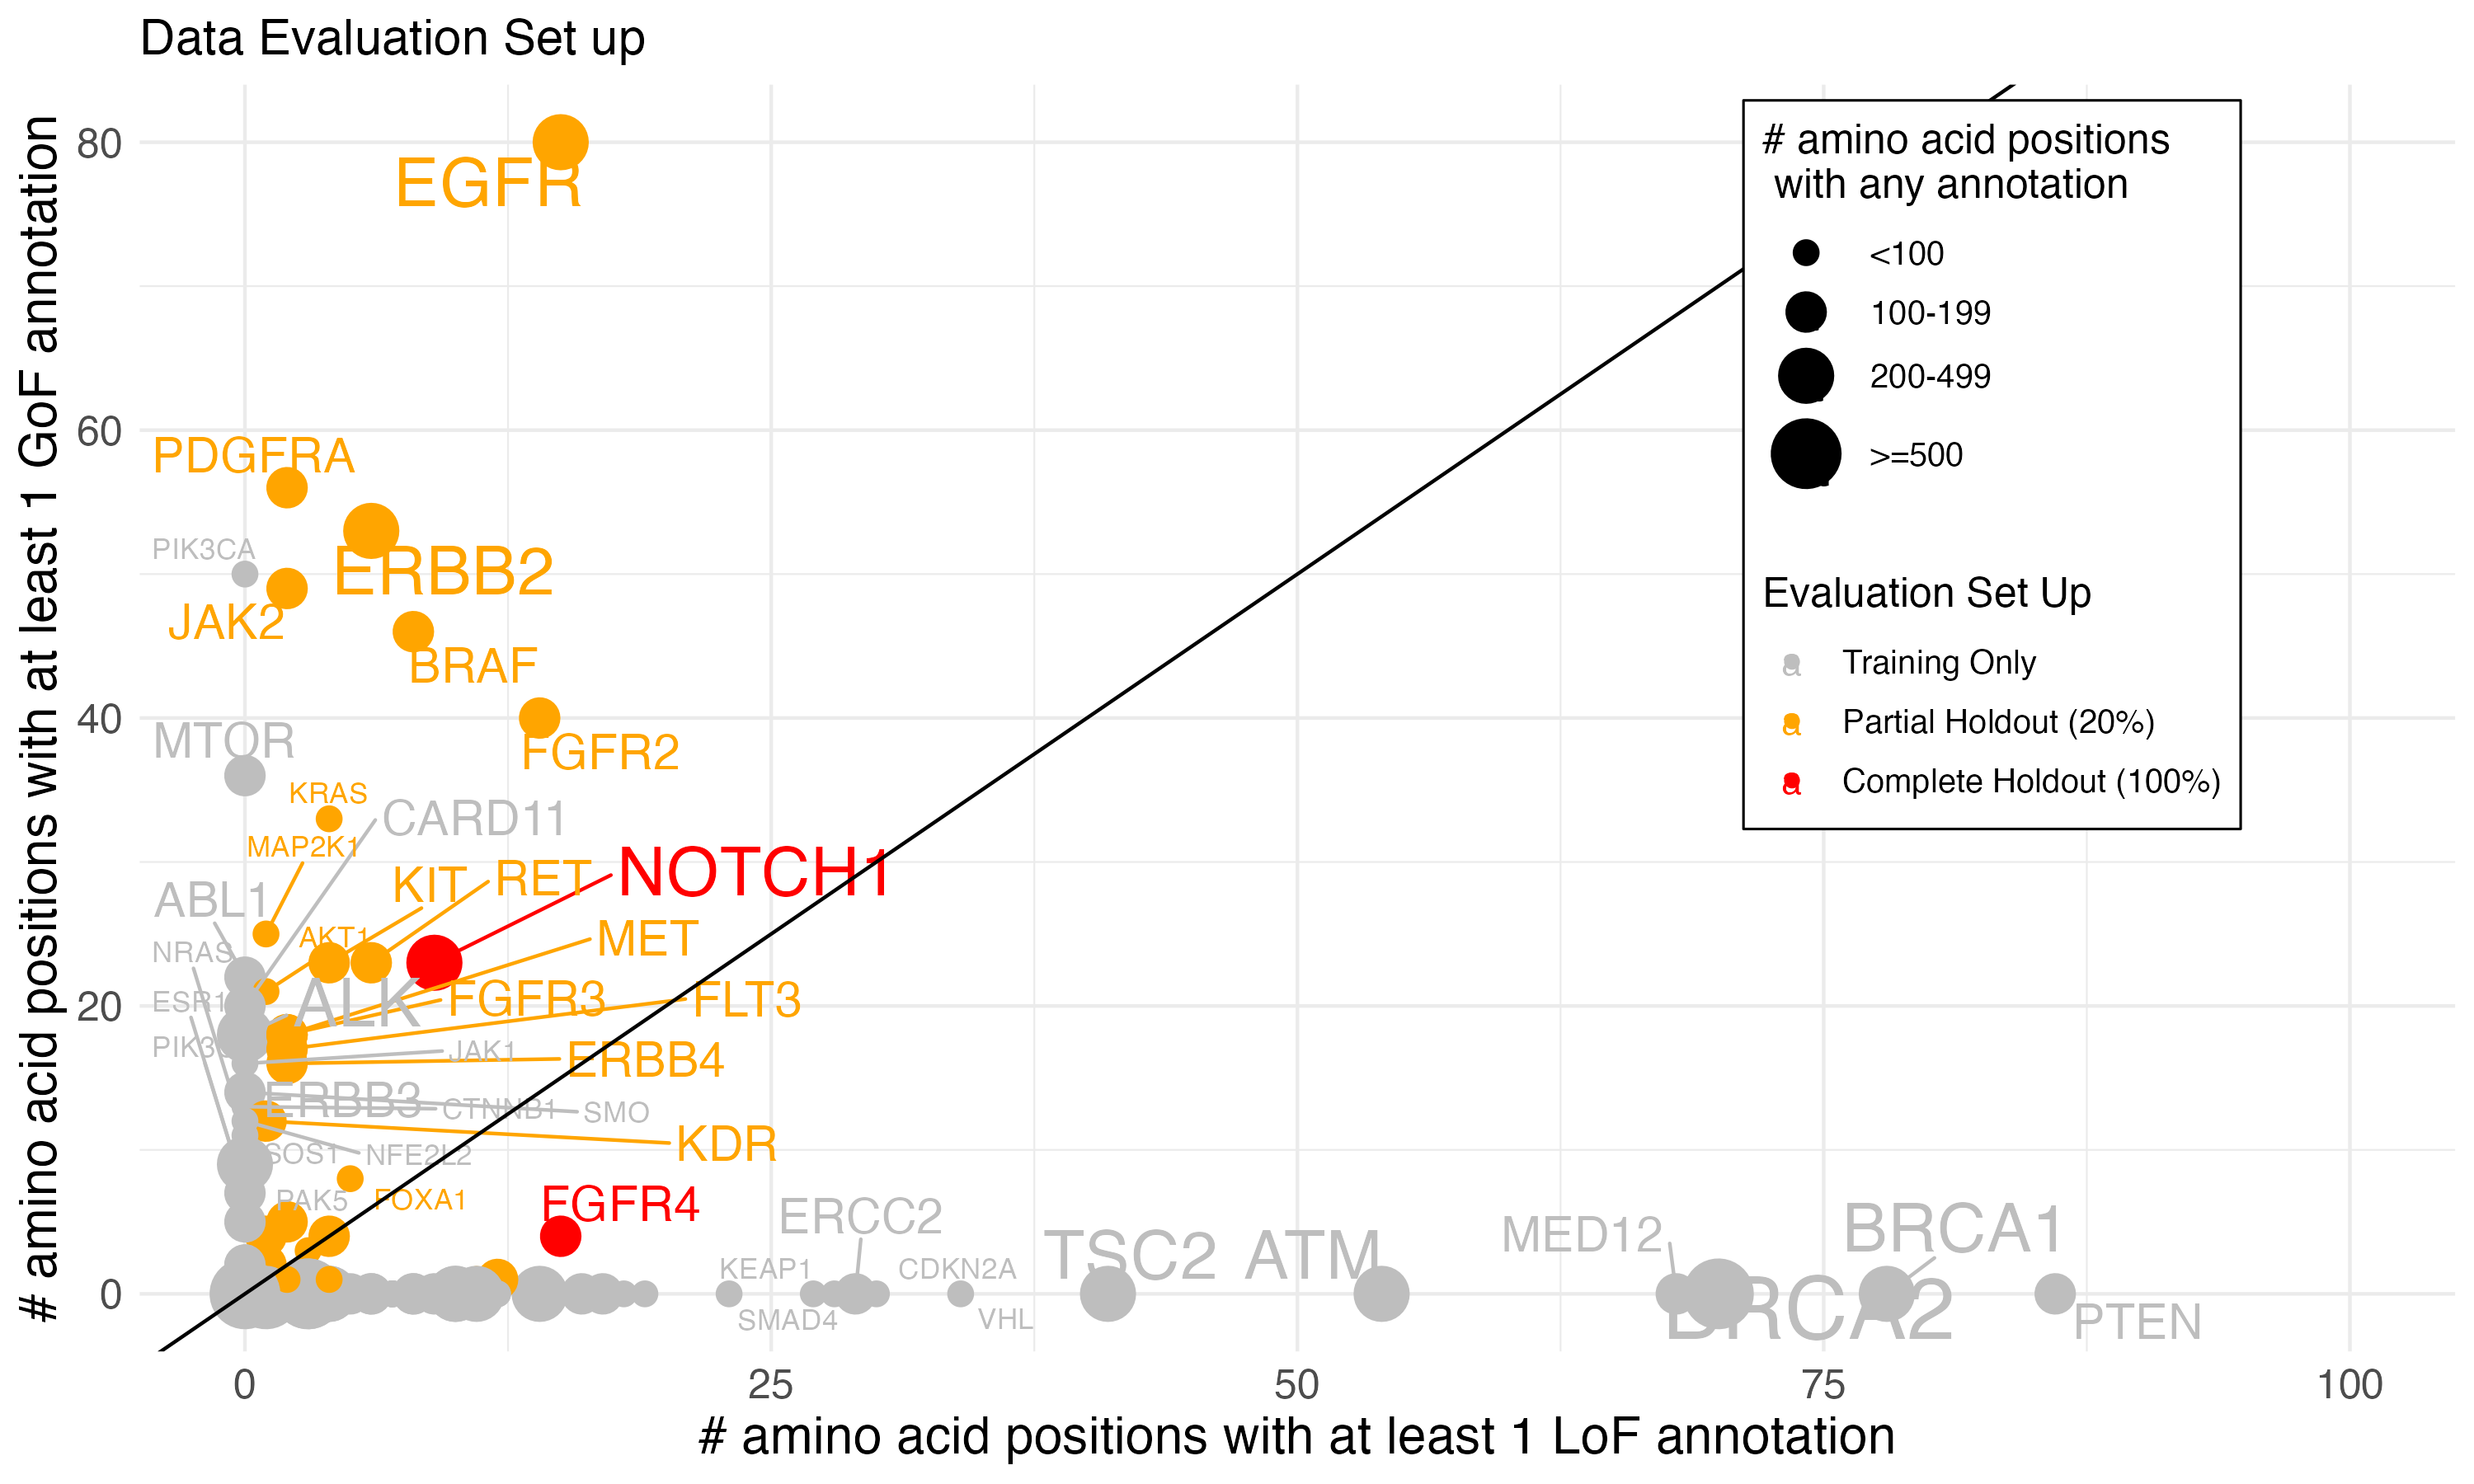 Data Evaluation Set up
# amino acid positions with at least 1 GoF annotation
80
60
40
20
0
EGFR
PDGFRA
PIK3CA
ERBB2
JAK2
BRAF
MTOR
FGFR2
KRAS
CARD11
MAP2K1
KIT
RET
NOTCH1
ABL1
AKT1
MET
NRAS
ESR1
ALK
FGFR3
FLT3
JAK1
ERBB4
ERBB3
CTNNB1
SMO
KDR
SOS1
NFE2L2
PAK5
FOXA1
FGFR4
ERCC2
KEAP1
CDKN2A
TSC2
ATM
MED12
BRCA1
SMAD4
VHL
BRCA2
PTEN
0
25
50
75
100
# amino acid positions with at least 1 LoF annotation
# amino acid positions
with any annotation
<100
100-199
200-499
>=500
Evaluation Set Up
a Training Only
a Partial Holdout (20%)
a Complete Holdout (100%)